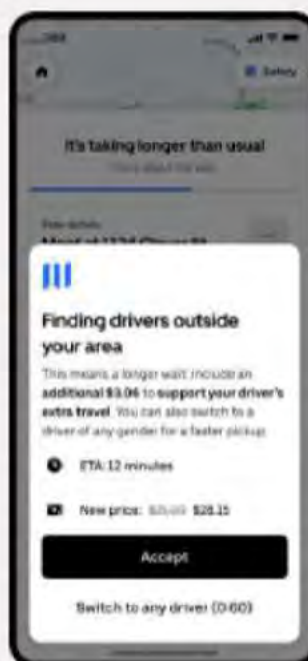 Safety
It's taking longer than usual
Finding drivers outside
your area
This means a longer wait. Include an
additional $3.06 to support your driver's
extra travel. You can also switch to a
driver of any gender for a faster pickup.
ETA: 12 minutes
New price: $28.15
Accept
Switch to any driver (0:60)